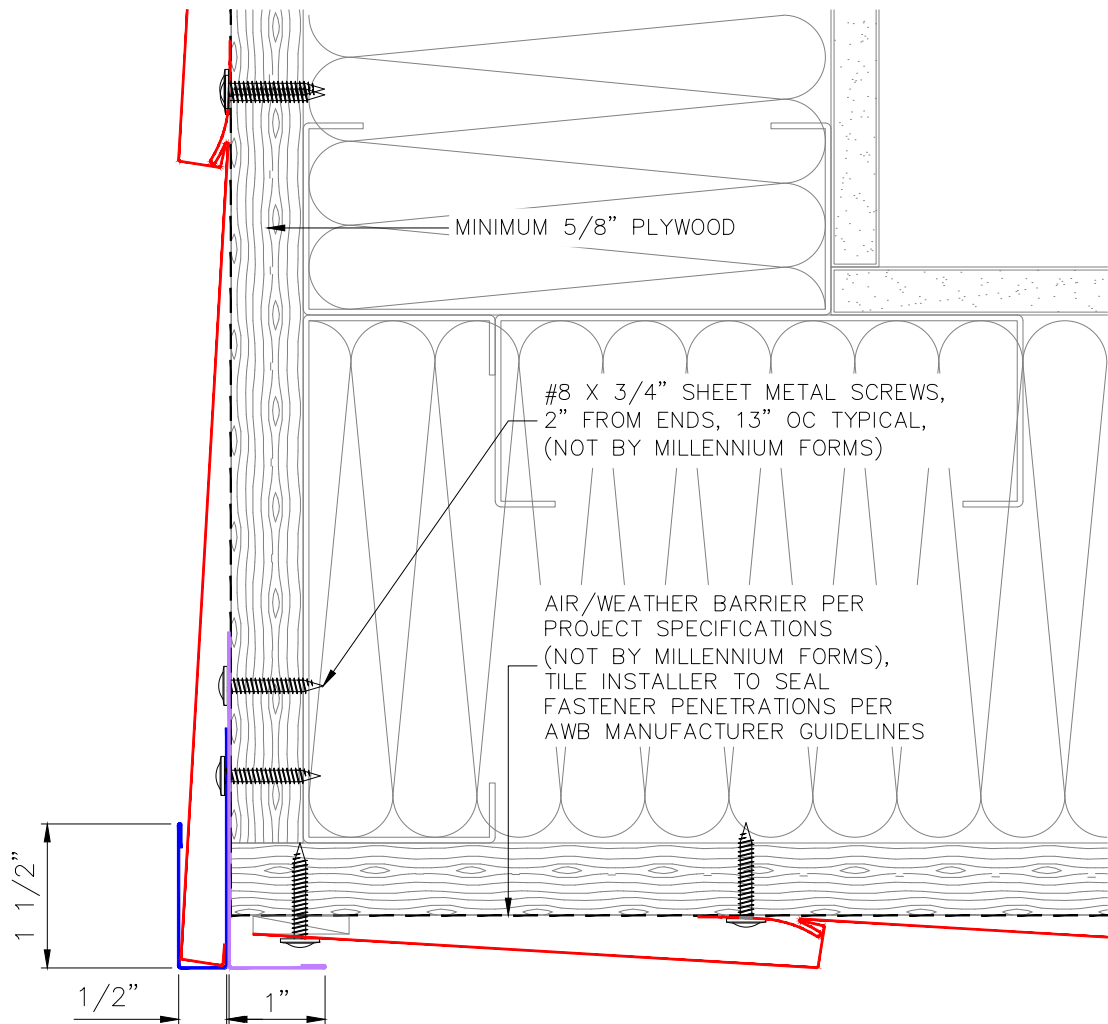 MINIMUM 5/8" PLYWOOD
#8 X 3/4" SHEET METAL SCREWS,
2" FROM ENDS, 13" OC TYPICAL,
(NOT BY MILLENNIUM FORMS)
AIR/WEATHER BARRIER PER
PROJECT SPECIFICATIONS
(NOT BY MILLENNIUM FORMS),
TILE INSTALLER TO SEAL
FASTENER PENETRATIONS PER
AWB MANUFACTURER GUIDELINES
1 1/2"
1/2"
1"